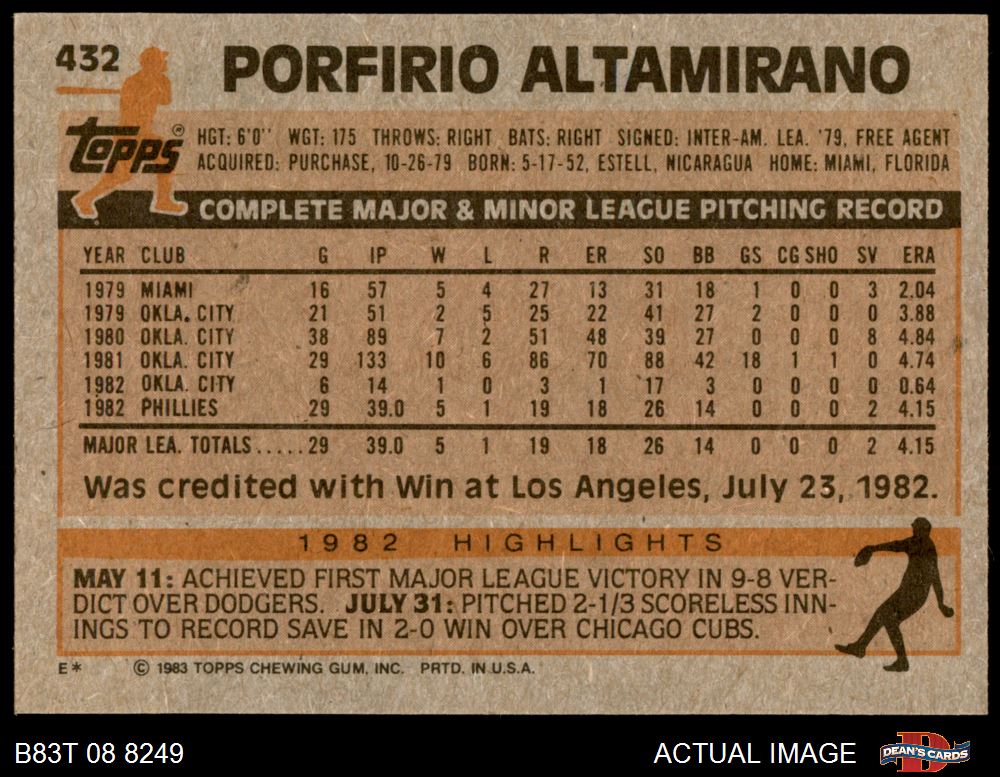 432 PORFIRIO ALTAMIRANO
topps®
HGT: 6'0" WGT: 175 THROWS: RIGHT BATS: RIGHT SIGNED: INTER-AM. LEA. '79, FREE AGENT
ACQUIRED: PURCHASE, 10-26-79 BORN: 5-17-52, ESTELL, NICARAGUA HOME: MIAMI, FLORIDA
COMPLETE MAJOR & MINOR LEAGUE PITCHING RECORD
YEAR CLUB G IP W L R ER SO BB GS CG SHO SV ERA
1979 MIAMI 16 57 5 4 27 13 31 18 1 0 0 3 2.04
1979 OKLA. CITY 21 51 2 5 25 22 41 27 2 0 0 0 3.88
1980 OKLA. CITY 38 89 7 2 51 48 39 27 0 0 0 8 4.84
1981 OKLA. CITY 29 133 10 6 86 70 88 42 18 1 1 0 4.74
1982 OKLA. CITY 6 14 1 0 3 1 17 3 0 0 0 0 0.64
1982 PHILLIES 29 39.0 5 1 19 18 26 14 0 0 0 2 4.15
MAJOR LEA. TOTALS.....29 39.0 5 1 19 18 26 14 0 0 0 2 4.15
Was credited with Win at Los Angeles, July 23, 1982.
1982 HIGHLIGHTS
MAY 11: ACHIEVED FIRST MAJOR LEAGUE VICTORY IN 9-8 VER-
DICT OVER DODGERS. JULY 31: PITCHED 2-1/3 SCORELESS INN-
INGS TO RECORD SAVE IN 2-0 WIN OVER CHICAGO CUBS.
E* © 1983 TOPPS CHEWING GUM, INC. PRTD. IN U.S.A.
B83T 08 8249 ACTUAL IMAGE DEAN'S CARDS